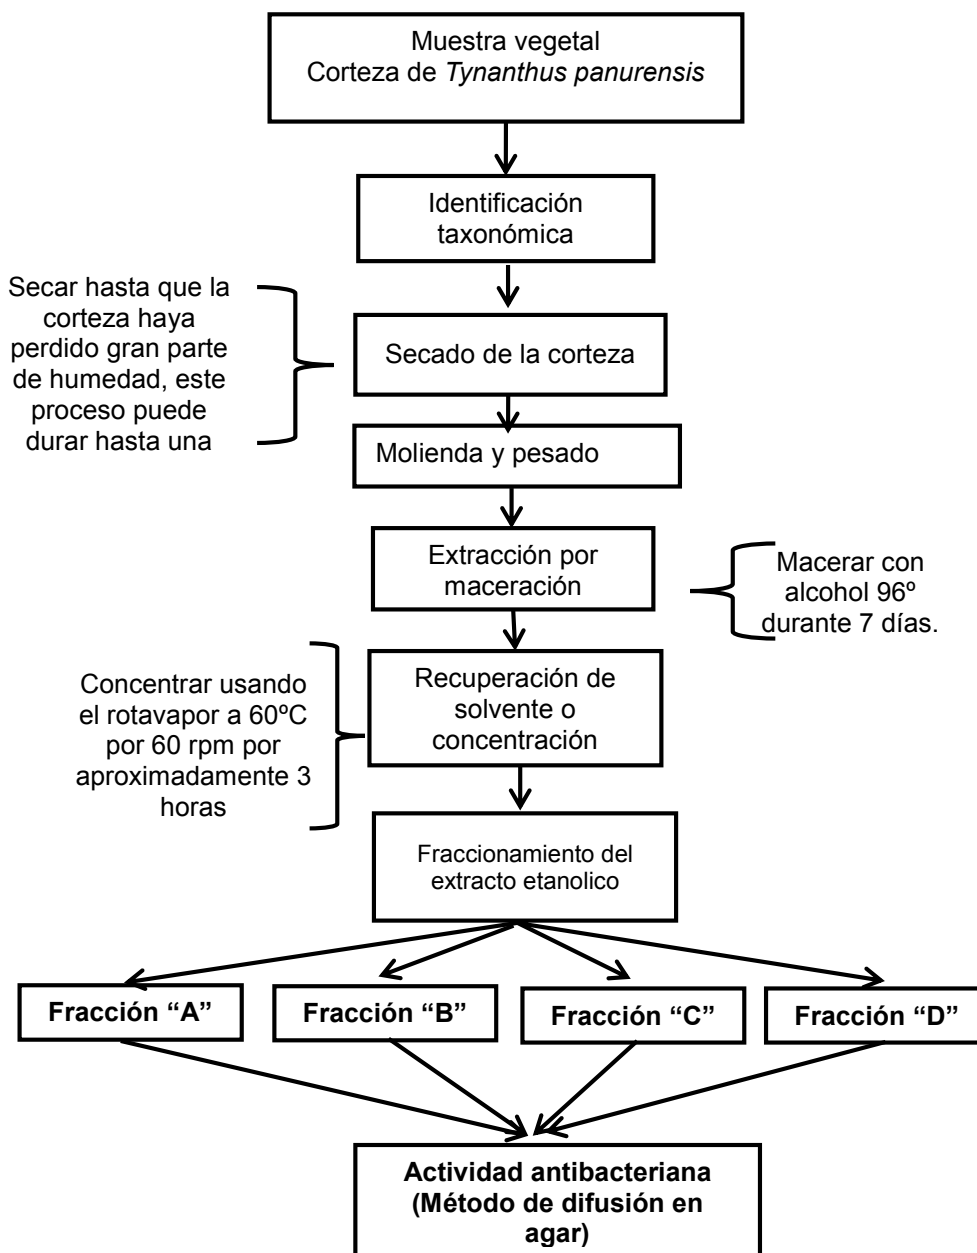 Muestra vegetal
Corteza de Tynanthus panurensis
Identificación
taxonómica
Secar hasta que la
corteza haya
perdido gran parte
de humedad, este
proceso puede
durar hasta una
Secado de la corteza
Molienda y pesado
Extracción por
maceración
Macerar con
alcohol 96º
durante 7 días.
Concentrar usando
el rotavapor a 60ºC
por 60 rpm por
aproximadamente 3
horas
Recuperación de
solvente o
concentración
Fraccionamiento del
extracto etanolico
Fracción “A”
Fracción “B”
Fracción “C”
Fracción “D”
Actividad antibacteriana
(Método de difusión en
agar)